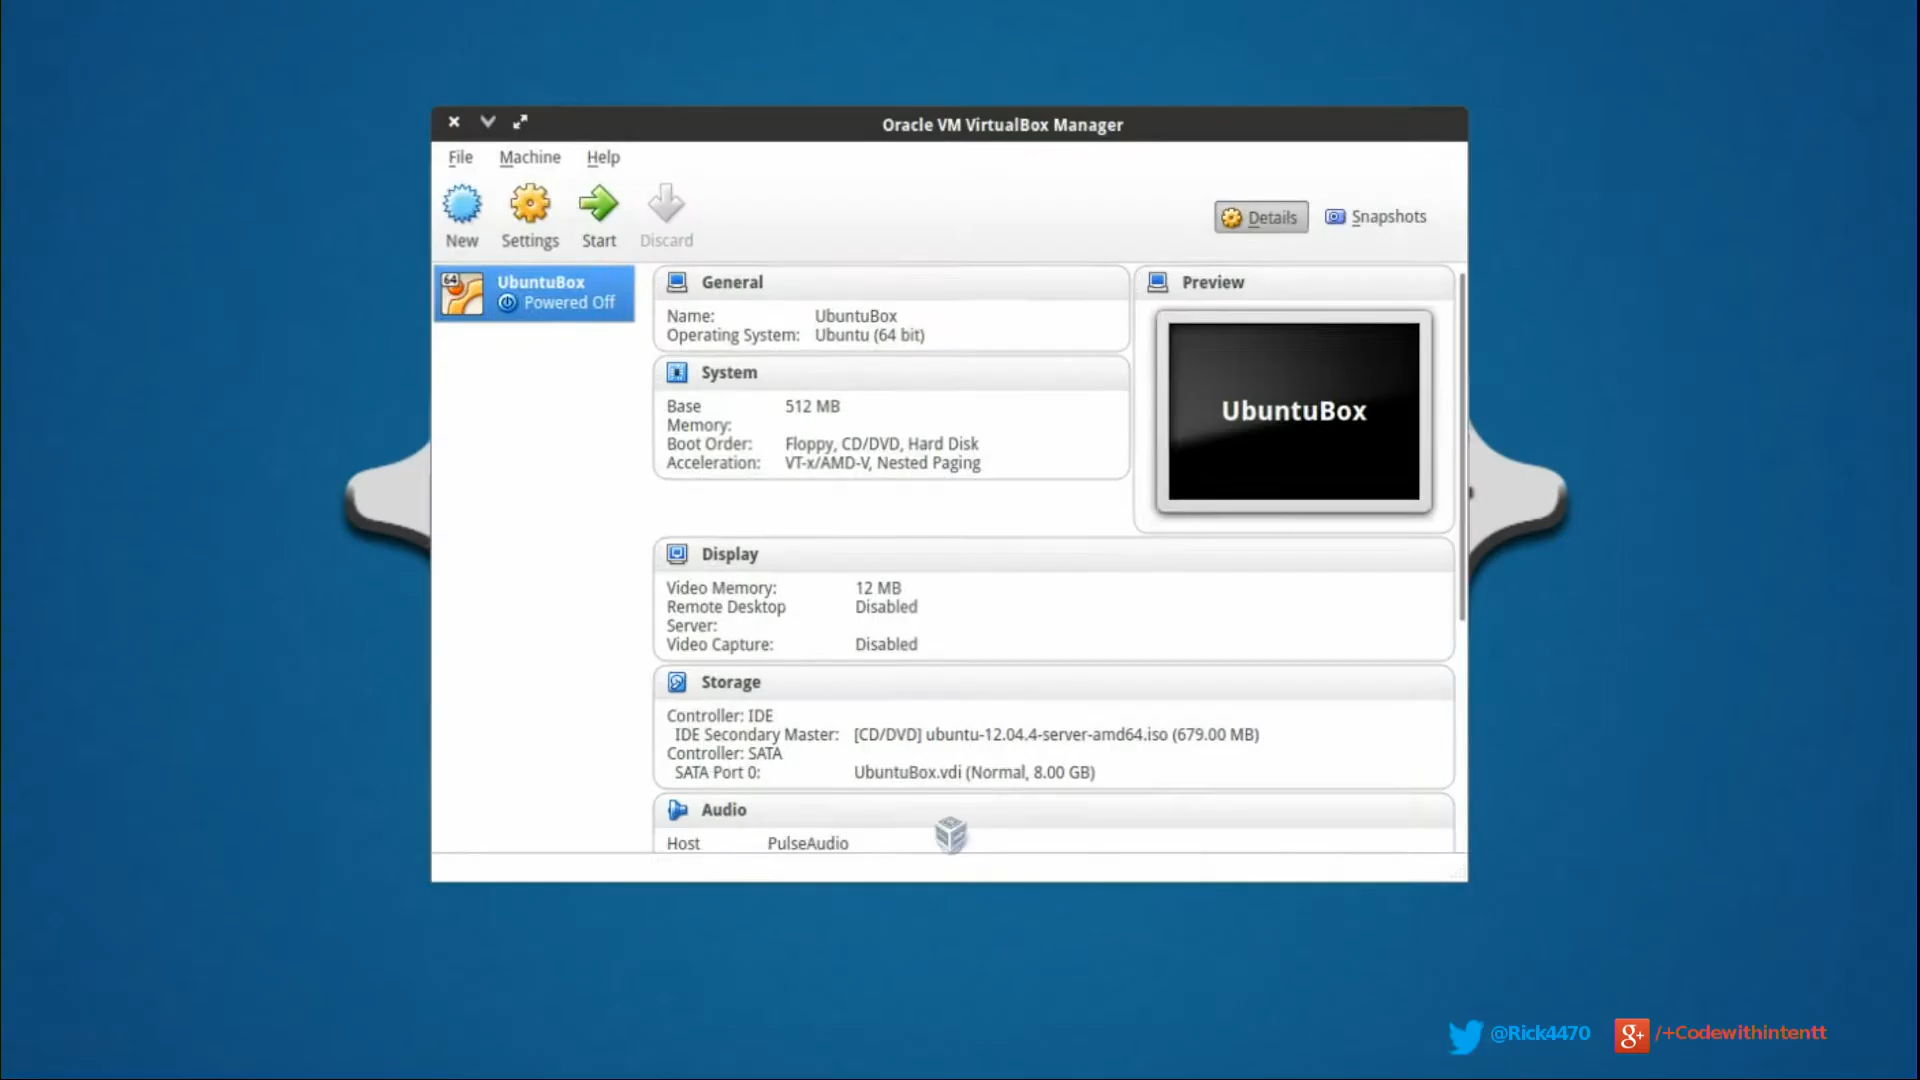 Oracle VM VirtualBox Manager
File Machine Help
New Settings Start Discard
Details Snapshots
64 UbuntuBox
Powered Off
General
Name: UbuntuBox
Operating System: Ubuntu (64 bit)
System
Base Memory: 512 MB
Boot Order: Floppy, CD/DVD, Hard Disk
Acceleration: VT-x/AMD-V, Nested Paging
Preview
UbuntuBox
Display
Video Memory: 12 MB
Remote Desktop Server: Disabled
Video Capture: Disabled
Storage
Controller: IDE
IDE Secondary Master: [CD/DVD] ubuntu-12.04.4-server-amd64.iso (679.00 MB)
Controller: SATA
SATA Port 0: UbuntuBox.vdi (Normal, 8.00 GB)
Audio
Host PulseAudio
@Rick4470 g+ /+Codewithintentt